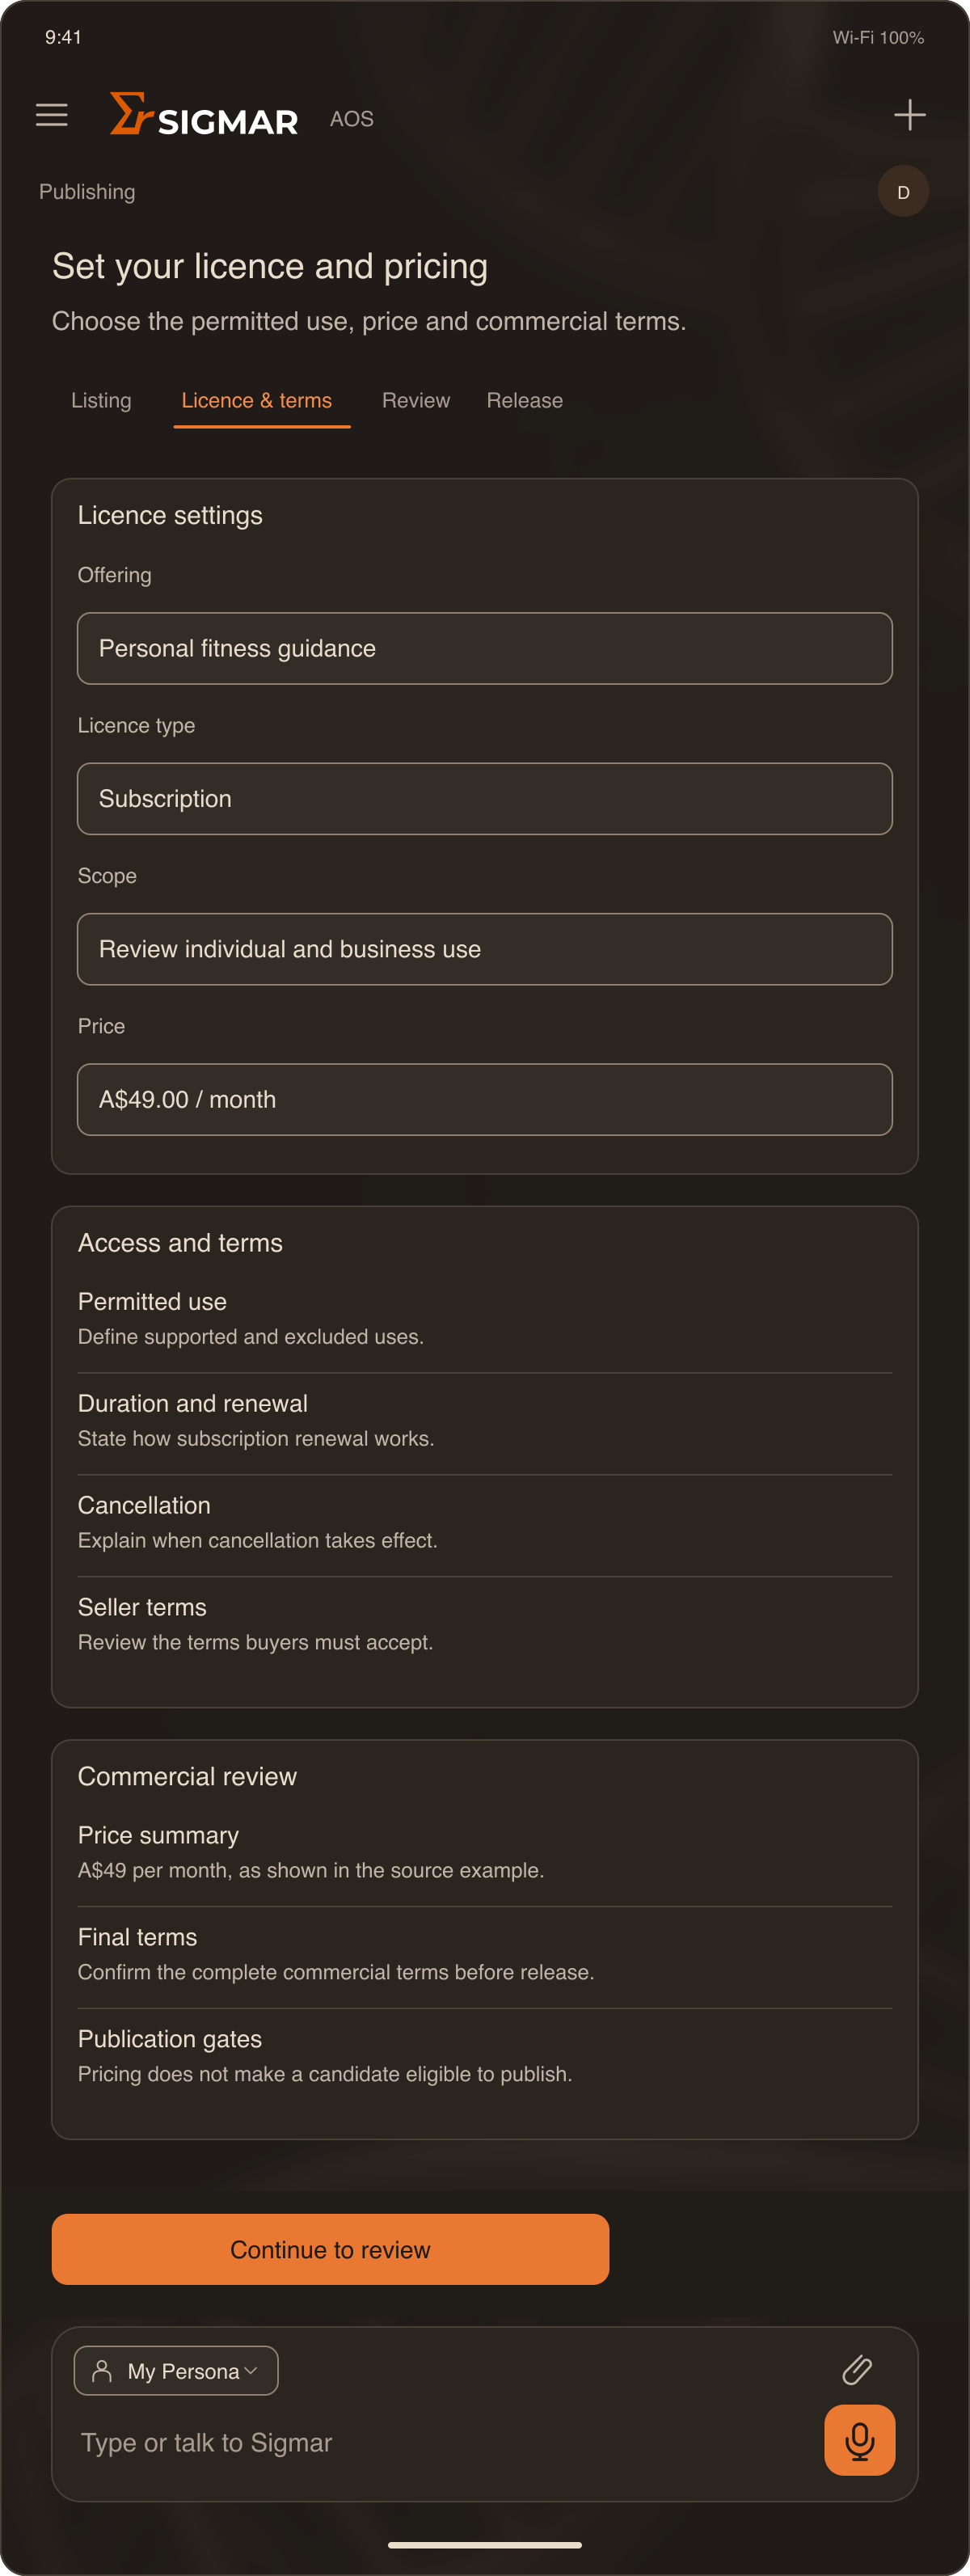 9:41
Wi-Fi 100%
SIGMAR
AOS
Publishing
D
Set your licence and pricing
Choose the permitted use, price and commercial terms.
Listing
Licence & terms
Review
Release
Licence settings
Offering
Personal fitness guidance
Licence type
Subscription
Scope
Review individual and business use
Price
A$49.00 / month
Access and terms
Permitted use
Define supported and excluded uses.
Duration and renewal
State how subscription renewal works.
Cancellation
Explain when cancellation takes effect.
Seller terms
Review the terms buyers must accept.
Commercial review
Price summary
A$49 per month, as shown in the source example.
Final terms
Confirm the complete commercial terms before release.
Publication gates
Pricing does not make a candidate eligible to publish.
Continue to review
My Persona
Type or talk to Sigmar